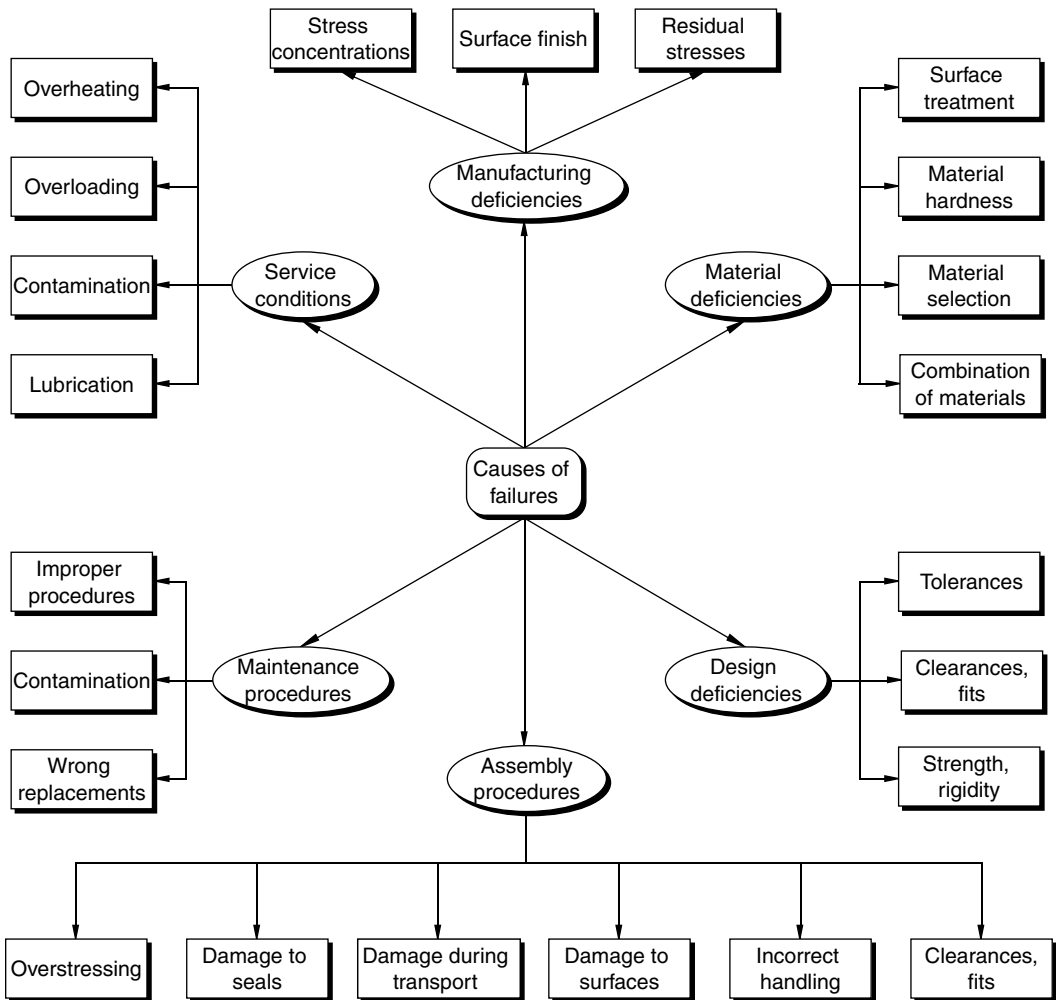 Stress
concentrations
Surface finish
Residual
stresses
Overheating
Surface
treatment
Manufacturing
deficiencies
Overloading
Material
hardness
Contamination
Service
conditions
Material
deficiencies
Material
selection
Lubrication
Combination
of materials
Causes of
failures
Improper
procedures
Tolerances
Contamination
Maintenance
procedures
Design
deficiencies
Clearances,
fits
Wrong
replacements
Assembly
procedures
Strength,
rigidity
Overstressing
Damage to
seals
Damage during
transport
Damage to
surfaces
Incorrect
handling
Clearances,
fits